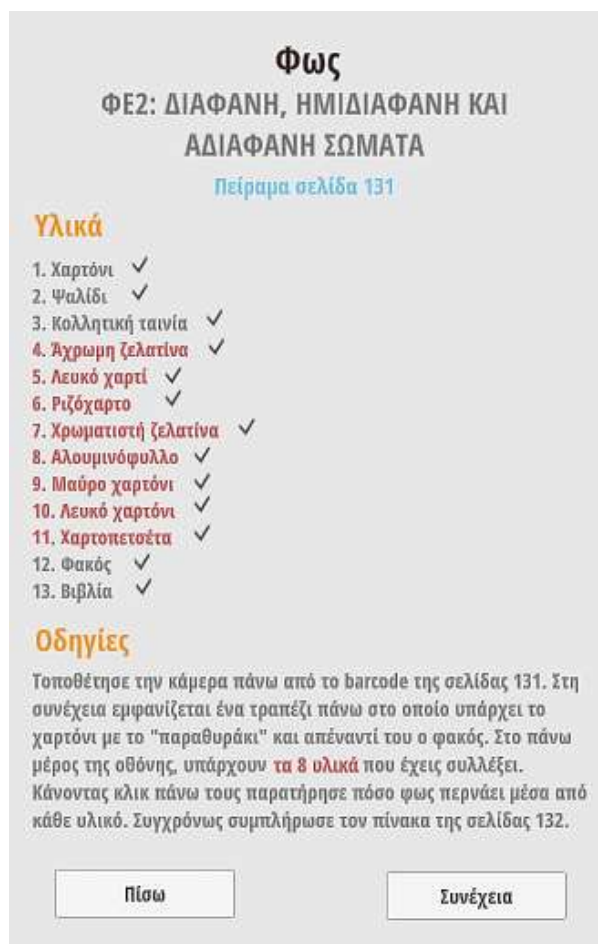 Φως
ΦΕ2: ΔΙΑΦΑΝΗ, ΗΜΙΔΙΑΦΑΝΗ ΚΑΙ
ΑΔΙΑΦΑΝΗ ΣΩΜΑΤΑ
Πείραμα σελίδα 131
Υλικά
1. Χαρτόνι ✓
2. Ψαλίδι ✓
3. Κολλητική ταινία ✓
4. Άχρωμη ζελατίνα ✓
5. Λευκό χαρτί ✓
6. Ριζόχαρτο ✓
7. Χρωματιστή ζελατίνα ✓
8. Αλουμινόφυλλο ✓
9. Μαύρο χαρτόνι ✓
10. Λευκό χαρτόνι ✓
11. Χαρτοπετσέτα ✓
12. Φακός ✓
13. Βιβλία ✓
Οδηγίες
Τοποθέτησε την κάμερα πάνω από το barcode της σελίδας 131. Στη
συνέχεια εμφανίζεται ένα τραπέζι πάνω στο οποίο υπάρχει το
χαρτόνι με το "παραθυράκι" και απέναντί του ο φακός. Στο πάνω
μέρος της οθόνης, υπάρχουν τα 8 υλικά που έχεις συλλέξει.
Κάνοντας κλικ πάνω τους παρατήρησε πόσο φως περνάει μέσα από
κάθε υλικό. Συγχρόνως συμπλήρωσε τον πίνακα της σελίδας 132.
Πίσω
Συνέχεια